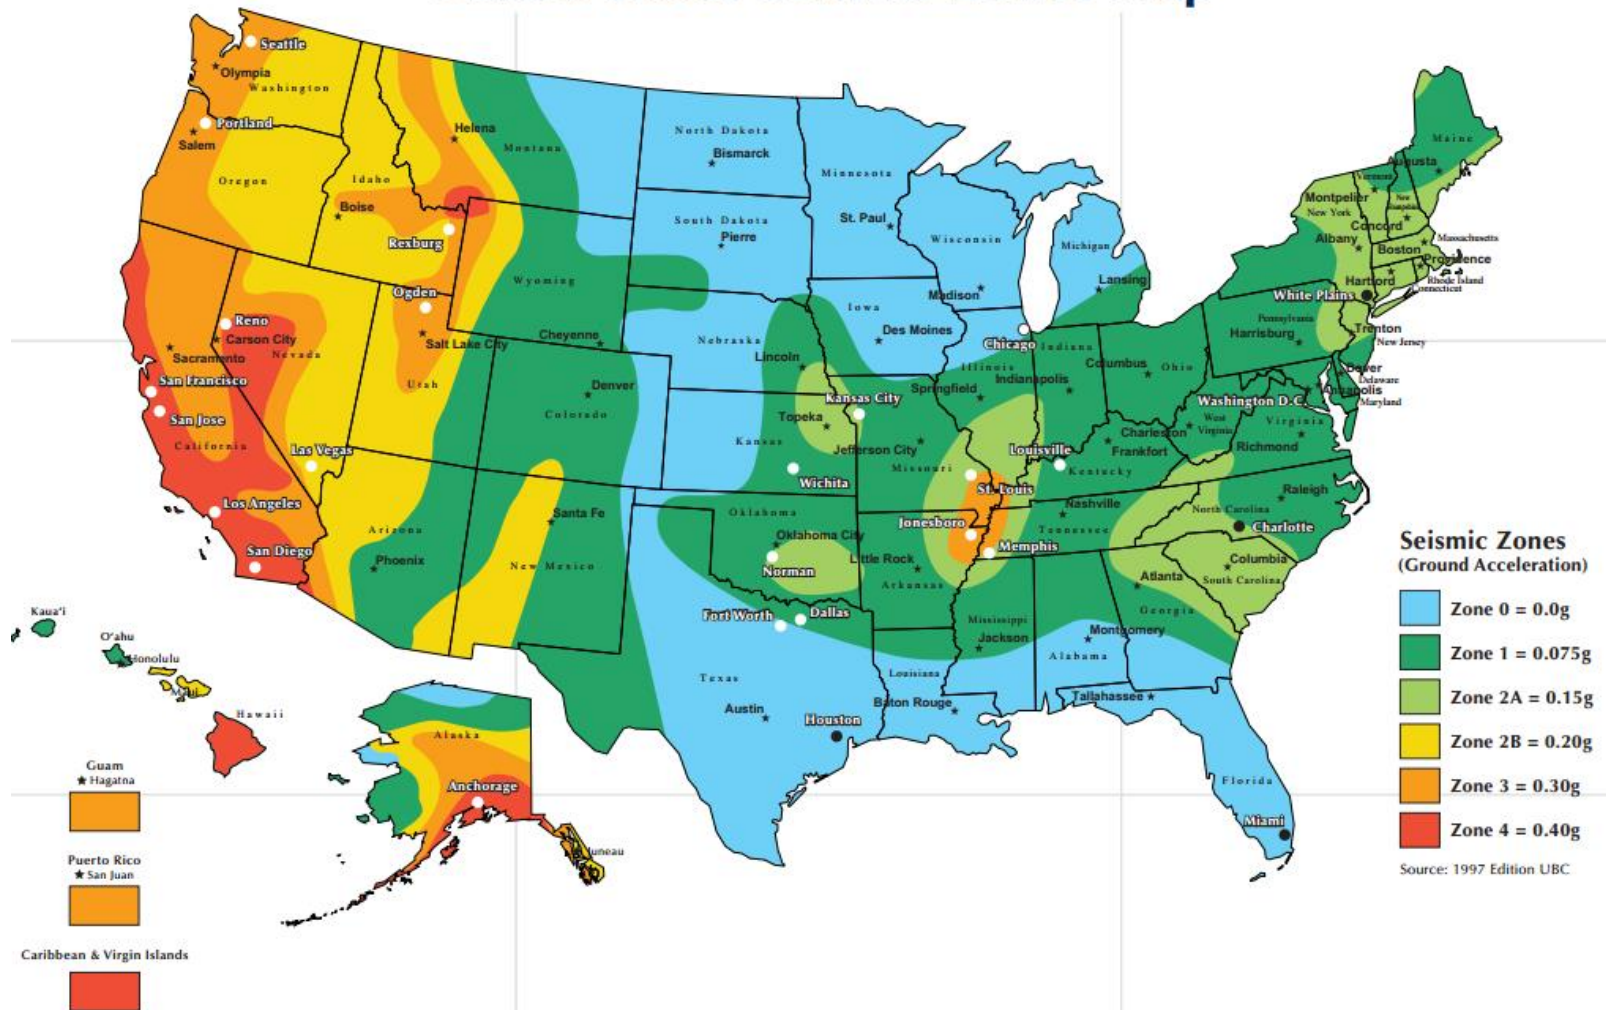 Seattle
Olympia
Washington
Portland
Salem
Oregon
Idaho
Boise
Helena
Montana
Rexburg
Wyoming
Cheyenne
Ogden
Salt Lake City
Utah
Reno
Carson City
Nevada
Sacramento
San Francisco
San Jose
California
Las Vegas
Los Angeles
San Diego
Arizona
Phoenix
Santa Fe
New Mexico
Denver
Colorado
North Dakota
Bismarck
South Dakota
Pierre
Nebraska
Lincoln
Kansas
Topeka
Wichita
Oklahoma
Oklahoma City
Norman
Fort Worth
Dallas
Texas
Austin
Houston
Minnesota
St. Paul
Wisconsin
Madison
Michigan
Lansing
Iowa
Des Moines
Chicago
Illinois
Springfield
Indiana
Indianapolis
Columbus
Ohio
Kansas City
Jefferson City
Missouri
St. Louis
Louisville
Kentucky
Frankfort
Charleston
West
Virginia
Jonesboro
Memphis
Nashville
Tennessee
Little Rock
Arkansas
Mississippi
Jackson
Louisiana
Baton Rouge
Montgomery
Alabama
Atlanta
Georgia
Tallahassee
Florida
Miami
Columbia
South Carolina
North Carolina
Charlotte
Raleigh
Virginia
Richmond
Washington D.C.
Annapolis
Maryland
Dover
Delaware
Pennsylvania
Harrisburg
Trenton
New Jersey
White Plains
New York
Albany
Montpelier
Vermont
New
Hampshire
Concord
Maine
Augusta
Boston
Massachusetts
Providence
Rhode Island
Hartford
Connecticut
Kaua'i
O'ahu
Honolulu
Maui
Hawaii
Alaska
Anchorage
Juneau
Guam
★ Hagatna
Puerto Rico
★ San Juan
Caribbean & Virgin Islands
Seismic Zones
(Ground Acceleration)
Zone 0 = 0.0g
Zone 1 = 0.075g
Zone 2A = 0.15g
Zone 2B = 0.20g
Zone 3 = 0.30g
Zone 4 = 0.40g
Source: 1997 Edition UBC